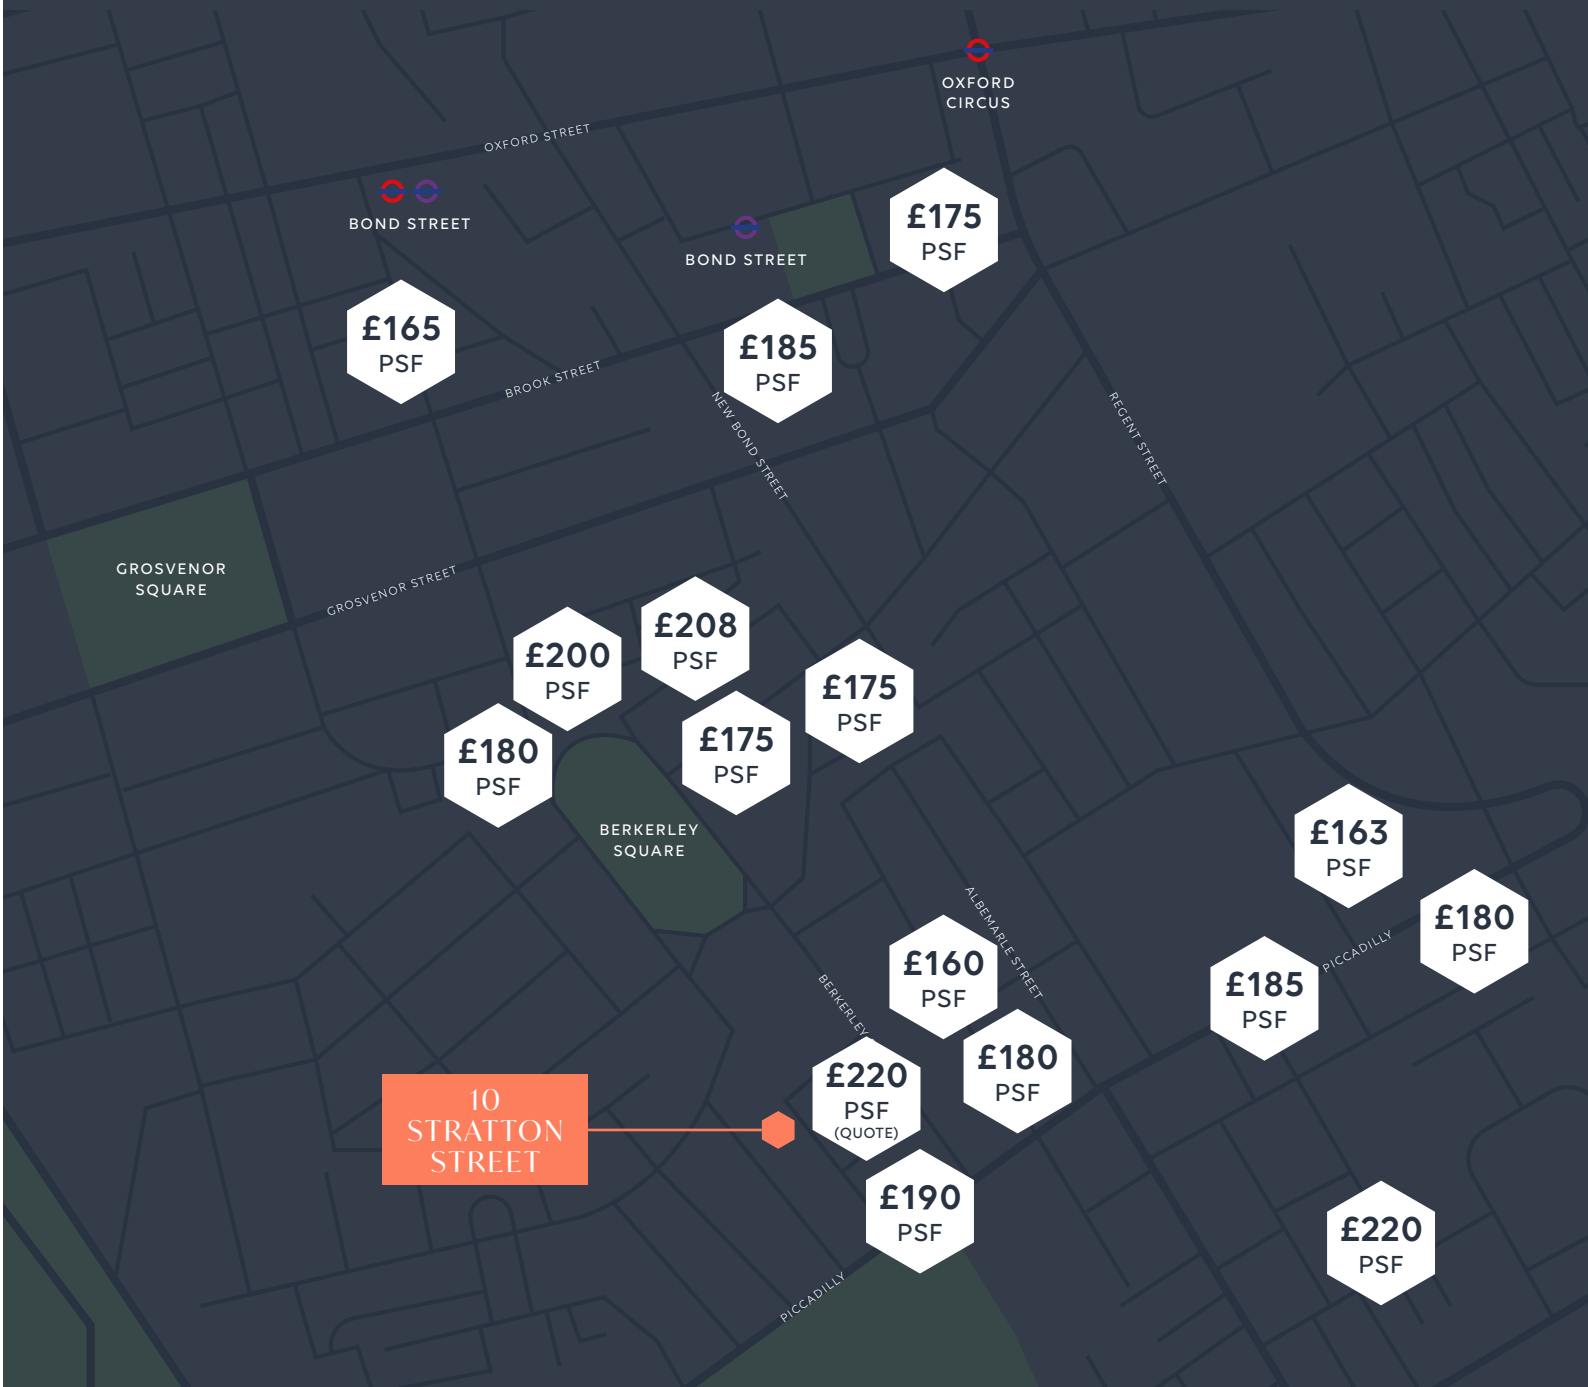 OXFORD
CIRCUS
OXFORD STREET
BOND STREET
BOND STREET
£175
PSF
£165
PSF
£185
PSF
BROOK STREET
NEW BOND STREET
REGENT STREET
GROSVENOR
SQUARE
GROSVENOR STREET
£208
PSF
£200
PSF
£175
PSF
£180
PSF
£175
PSF
BERKERLEY
SQUARE
£163
PSF
£180
PSF
ALBEMARLE STREET
PICCADILLY
£160
PSF
£185
PSF
BERKERLEY
£180
PSF
£220
PSF
(QUOTE)
10
STRATTON
STREET
£190
PSF
£220
PSF
PICCADILLY